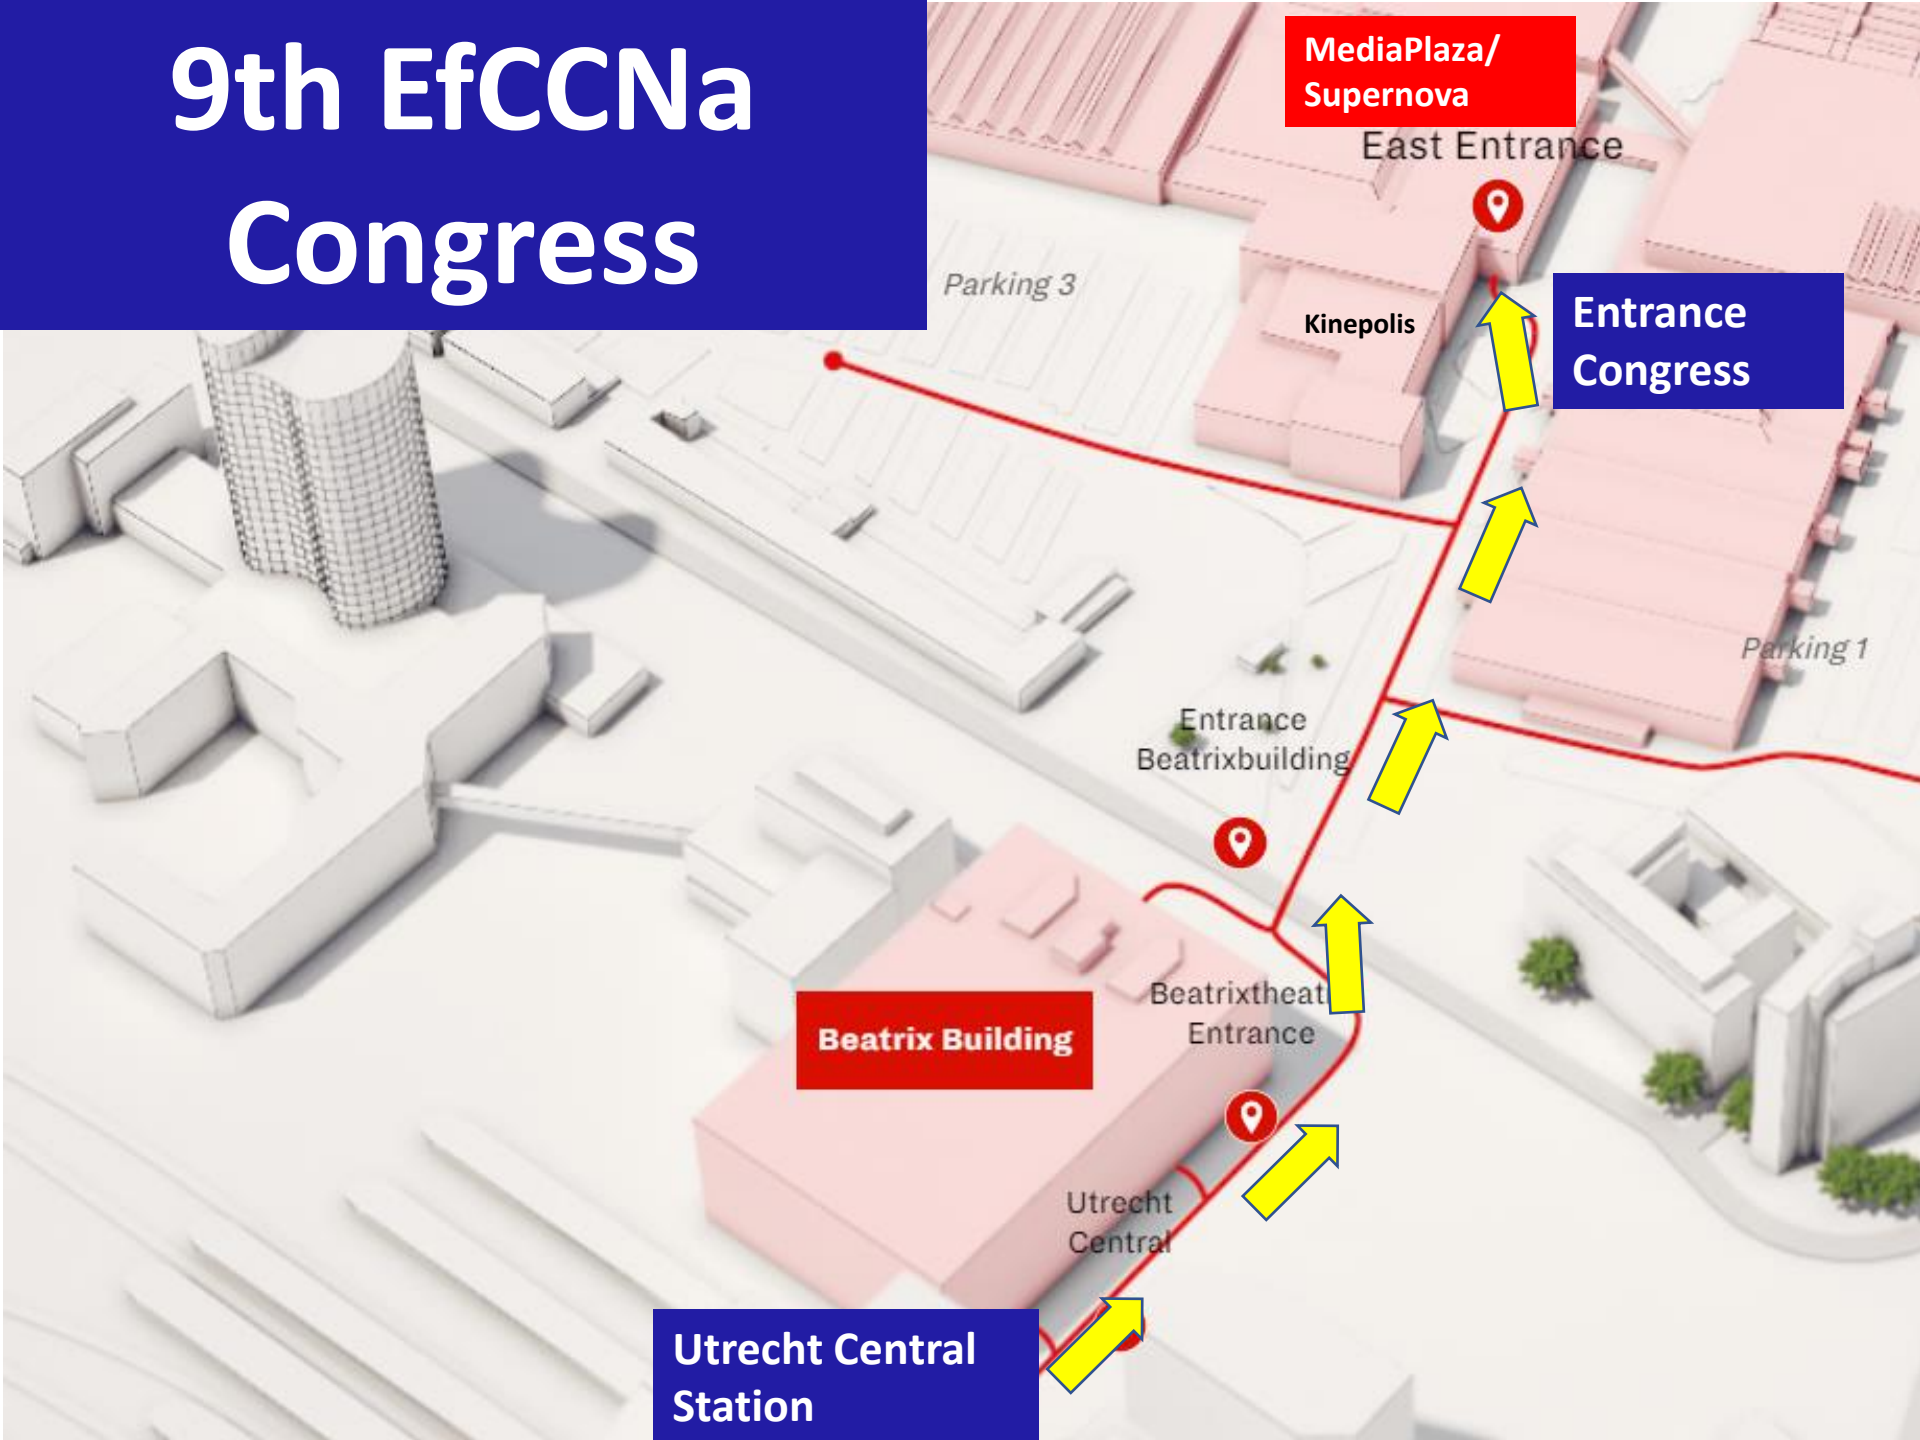 9th EfCCNa
Congress
MediaPlaza/
Supernova
East Entrance
Parking 3
Kinepolis
Entrance
Congress
Parking 1
Entrance
Beatrixbuilding
Beatrix Building
Beatrixtheat
Entrance
Utrecht
Central
Utrecht Central
Station